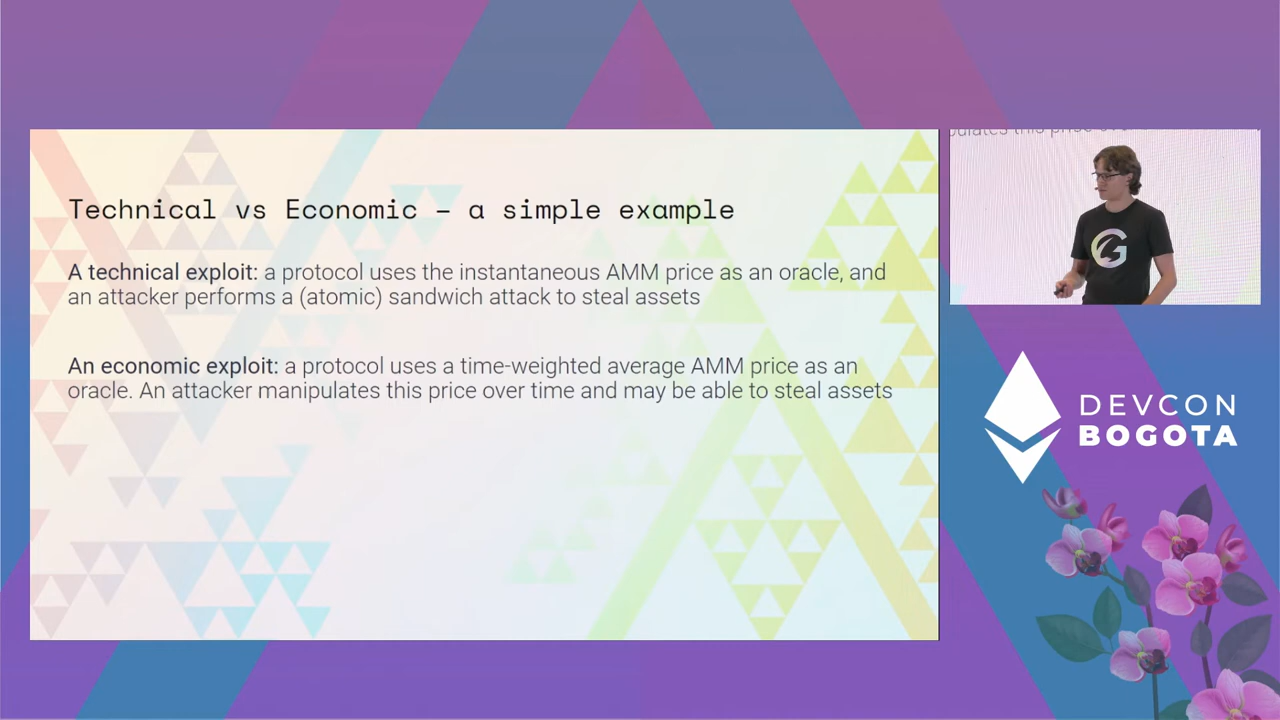 Technical vs Economic – a simple example
A technical exploit: a protocol uses the instantaneous AMM price as an oracle, and
an attacker performs a (atomic) sandwich attack to steal assets
An economic exploit: a protocol uses a time-weighted average AMM price as an
oracle. An attacker manipulates this price over time and may be able to steal assets
DEVCON
BOGOTA